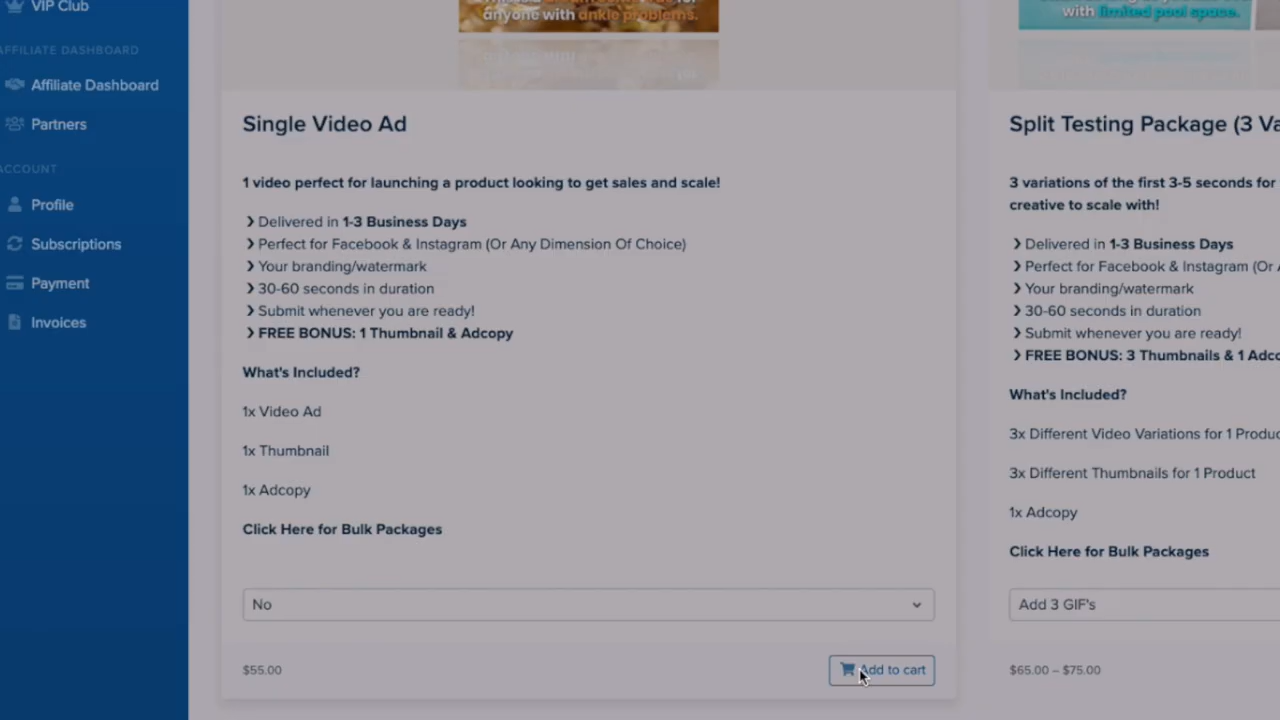 VIP Club
AFFILIATE DASHBOARD
Affiliate Dashboard
Partners
ACCOUNT
Profile
Subscriptions
Payment
Invoices
anyone with ankle problems.
Single Video Ad
1 video perfect for launching a product looking to get sales and scale!
Delivered in 1-3 Business Days
Perfect for Facebook & Instagram (Or Any Dimension Of Choice)
Your branding/watermark
30-60 seconds in duration
Submit whenever you are ready!
FREE BONUS: 1 Thumbnail & Adcopy
What's Included?
1x Video Ad
1x Thumbnail
1x Adcopy
Click Here for Bulk Packages
No
$55.00
Add to cart
with limited pool space.
Split Testing Package (3 Va
3 variations of the first 3-5 seconds for
creative to scale with!
Delivered in 1-3 Business Days
Perfect for Facebook & Instagram (Or
Your branding/watermark
30-60 seconds in duration
Submit whenever you are ready!
FREE BONUS: 3 Thumbnails & 1 Adco
What's Included?
3x Different Video Variations for 1 Produc
3x Different Thumbnails for 1 Product
1x Adcopy
Click Here for Bulk Packages
Add 3 GIF's
$65.00 – $75.00